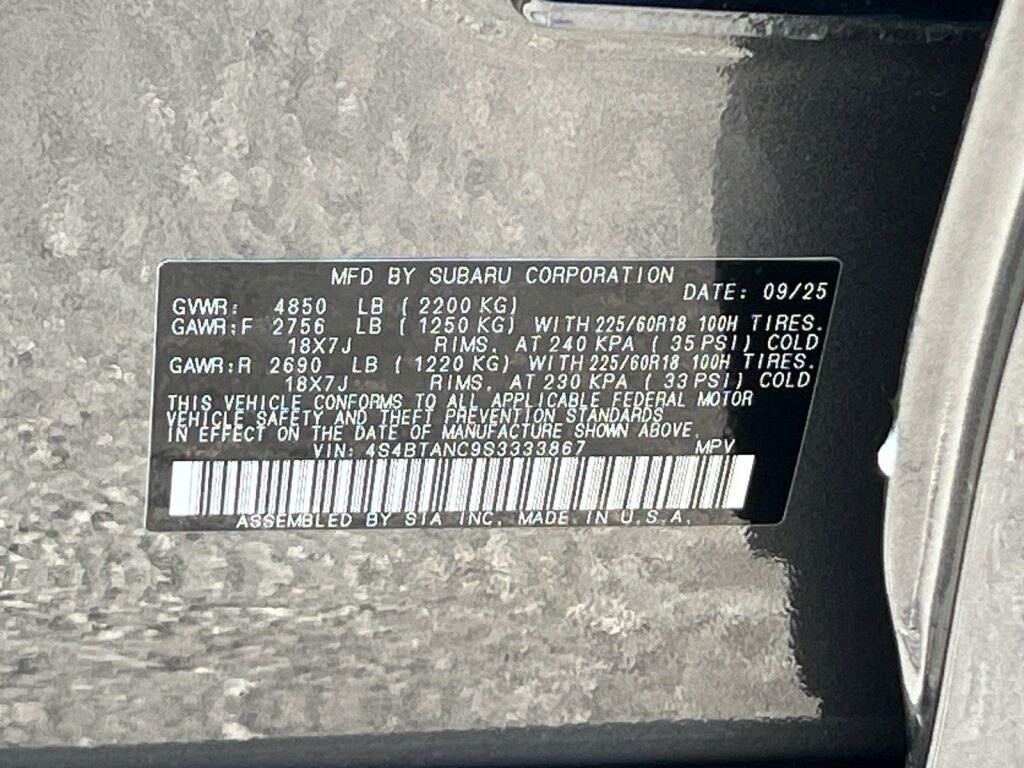 MFD BY SUBARU CORPORATION
DATE: 09/25
GVWR: 4850 LB ( 2200 KG)
GAWR:F 2756 LB ( 1250 KG) WITH 225/60R18 100H TIRES.
18X7J RIMS, AT 240 KPA ( 35 PSI) COLD
GAWR:R 2690 LB ( 1220 KG) WITH 225/60R18 100H TIRES.
18X7J RIMS, AT 230 KPA ( 33 PSI) COLD
THIS VEHICLE CONFORMS TO ALL APPLICABLE FEDERAL MOTOR
VEHICLE SAFETY AND THEFT PREVENTION STANDARDS
IN EFFECT ON THE DATE OF MANUFACTURE SHOWN ABOVE.
VIN: 4S4BTANC9S3333867 MPV
ASSEMBLED BY SIA INC. MADE IN U.S.A.